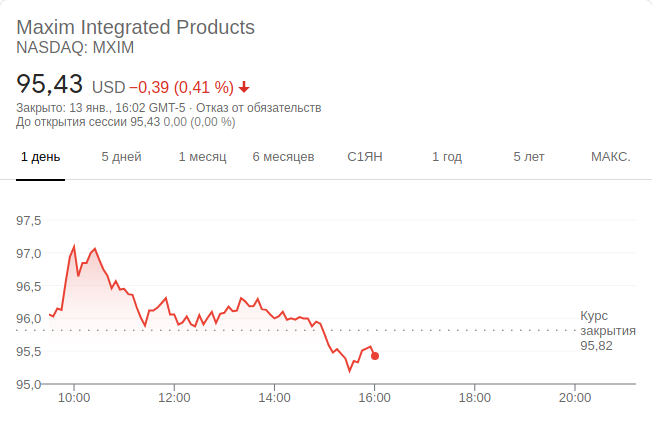 Maxim Integrated Products
NASDAQ: MXIM
95,43 USD −0,39 (0,41 %)
Закрыто: 13 янв., 16:02 GMT-5 · Отказ от обязательств
До открытия сессии 95,43 0,00 (0,00 %)
1 день 5 дней 1 месяц 6 месяцев С1ЯН 1 год 5 лет МАКС.
97,5
97,0
96,5
96,0
95,5
95,0
Курс
закрытия
95,82
10:00 12:00 14:00 16:00 18:00 20:00